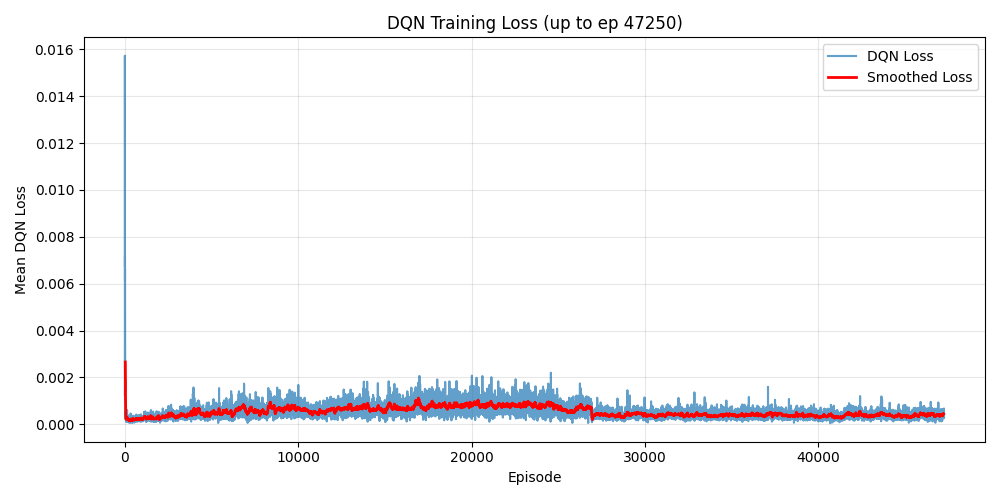 DQN Training Loss (up to ep 47250)
DQN Loss
Smoothed Loss
Mean DQN Loss
0.016
0.014
0.012
0.010
0.008
0.006
0.004
0.002
0.000
0
10000
20000
30000
40000
Episode